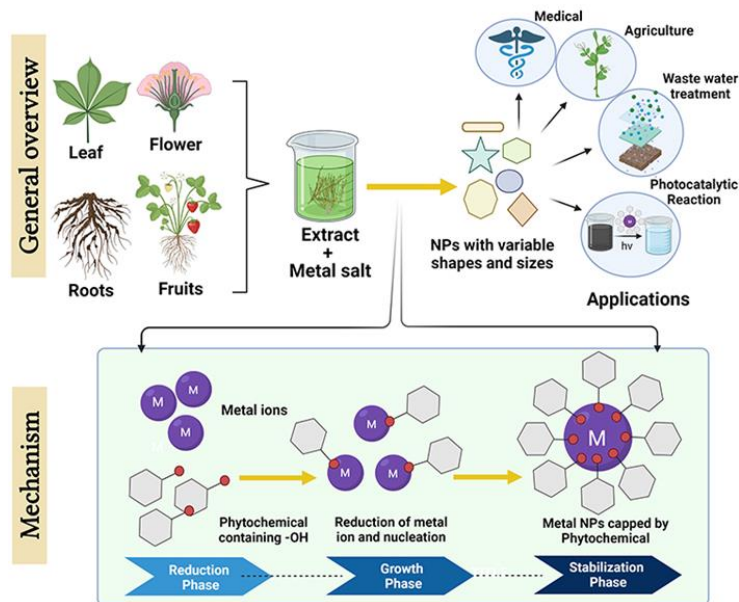 General overview
Leaf
Flower
Roots
Fruits
Extract
+
Metal salt
NPs with variable
shapes and sizes
Medical
Agriculture
Waste water
treatment
Photocatalytic
Reaction
hv
Applications
Mechanism
M
M
M
Metal ions
Phytochemical
containing -OH
M
M
M
Reduction of metal
ion and nucleation
M
Metal NPs capped by
Phytochemical
Reduction
Phase
Growth
Phase
Stabilization
Phase